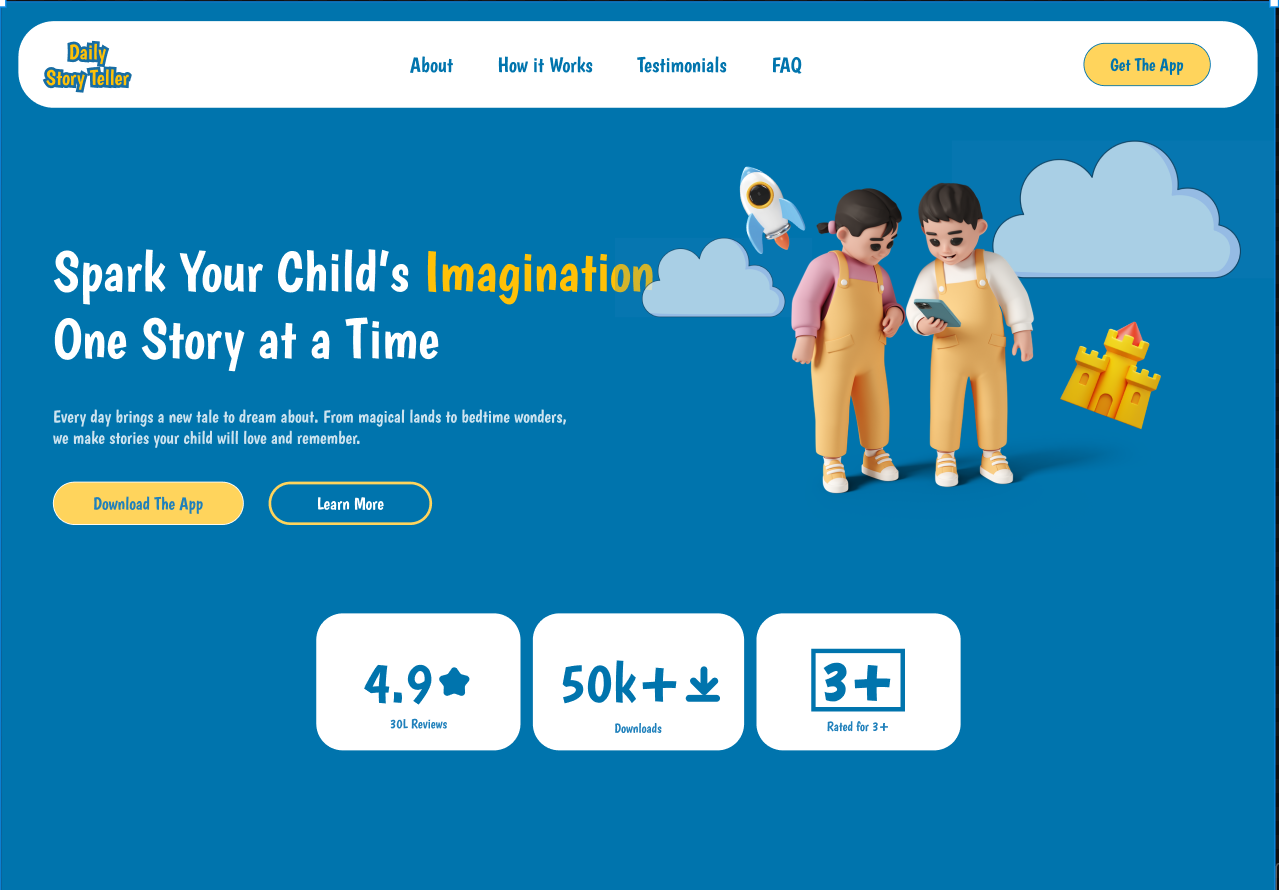 Daily
Story Teller
About
How it Works
Testimonials
FAQ
Get The App
Spark Your Child's Imagination
One Story at a Time
Every day brings a new tale to dream about. From magical lands to bedtime wonders,
we make stories your child will love and remember.
Download The App
Learn More
4.9
30L Reviews
50k+
Downloads
3+
Rated for 3+